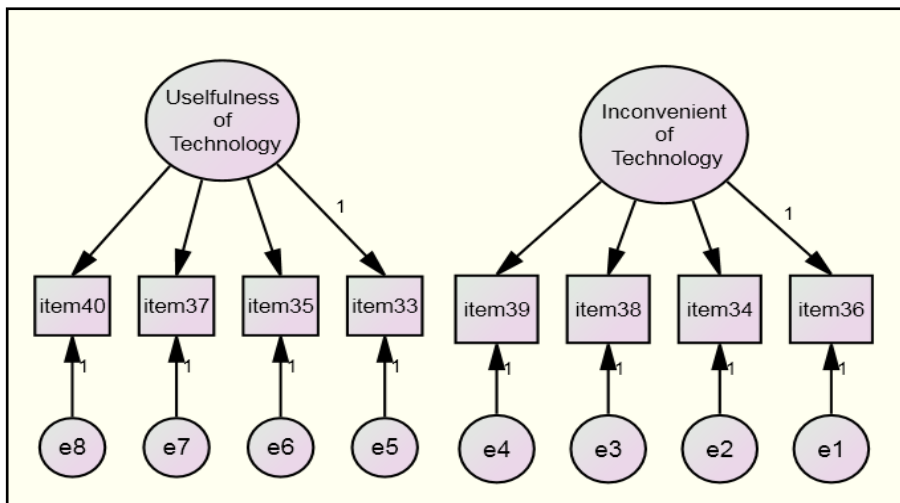 Uselfulness
of
Technology
Inconvenient
of
Technology
1
1
item40
item37
item35
item33
item39
item38
item34
item36
1
1
1
1
1
1
1
1
e8
e7
e6
e5
e4
e3
e2
e1